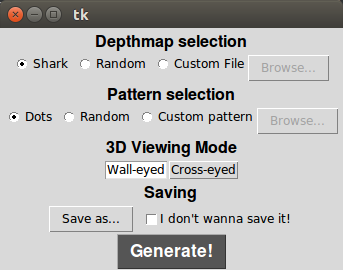 tk
Depthmap selection
Shark Random Custom File Browse...
Pattern selection
Dots Random Custom pattern Browse...
3D Viewing Mode
Wall-eyed Cross-eyed
Saving
Save as... I don't wanna save it!
Generate!